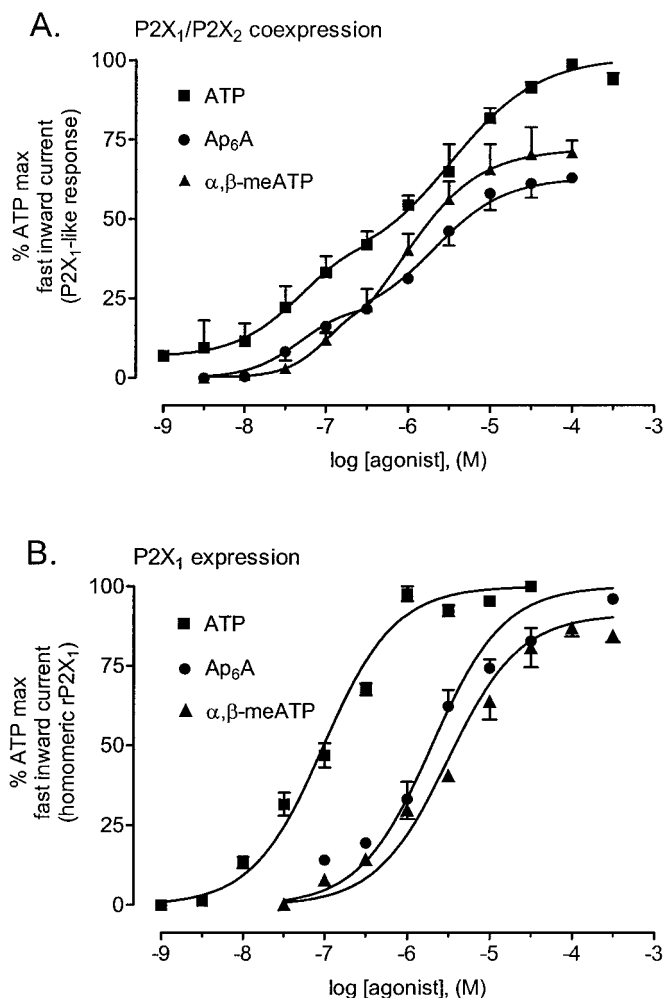 A. P2X₁/P2X₂ coexpression
100
75
50
25
0
% ATP max
fast inward current
(P2X₁-like response)
ATP
Ap₆A
α,β-meATP
-9 -8 -7 -6 -5 -4 -3
log [agonist], (M)
B. P2X₁ expression
100
75
50
25
0
% ATP max
fast inward current
(homomeric rP2X₁)
ATP
Ap₆A
α,β-meATP
-9 -8 -7 -6 -5 -4 -3
log [agonist], (M)